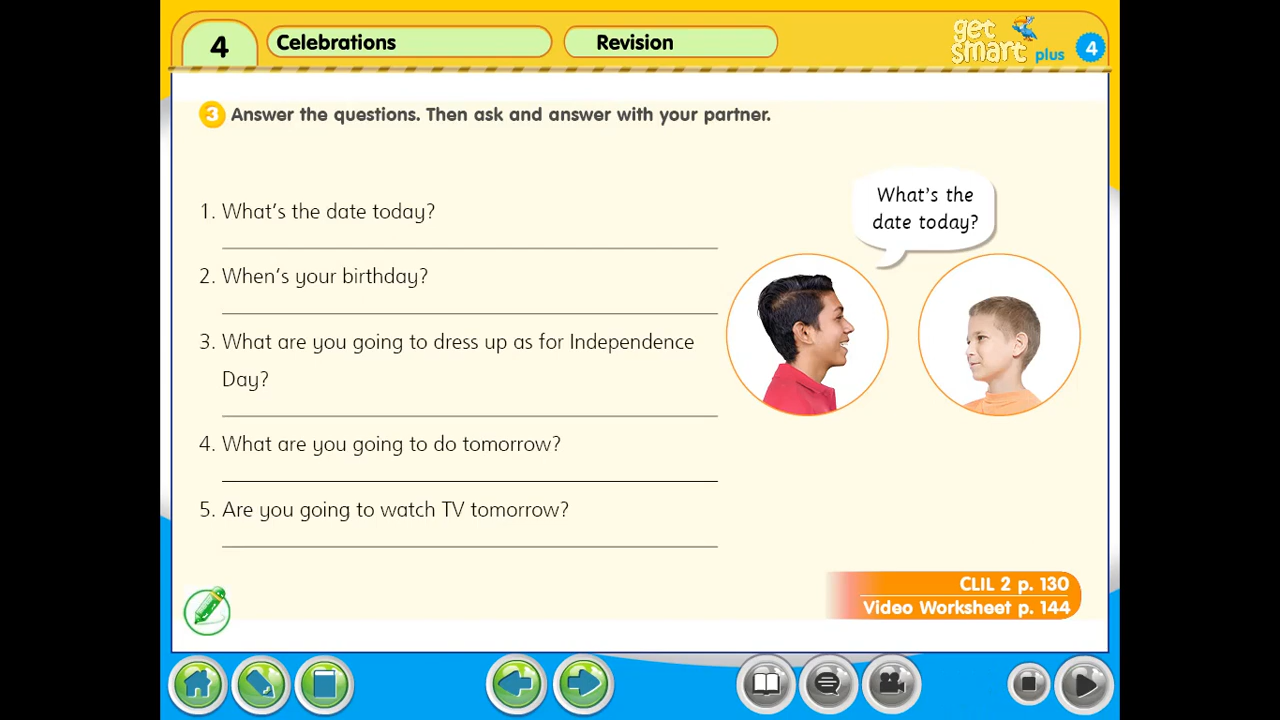 4
Celebrations
Revision
get smart plus 4
3 Answer the questions. Then ask and answer with your partner.
What's the
date today?
1. What's the date today?
2. When's your birthday?
3. What are you going to dress up as for Independence
Day?
4. What are you going to do tomorrow?
5. Are you going to watch TV tomorrow?
CLIL 2 p. 130
Video Worksheet p. 144